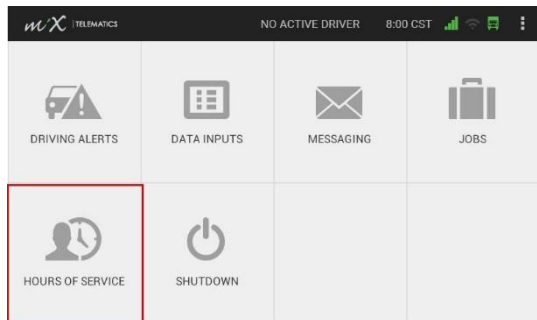 MiX TELEMATICS NO ACTIVE DRIVER 8:00 CST
DRIVING ALERTS DATA INPUTS MESSAGING JOBS
HOURS OF SERVICE SHUTDOWN